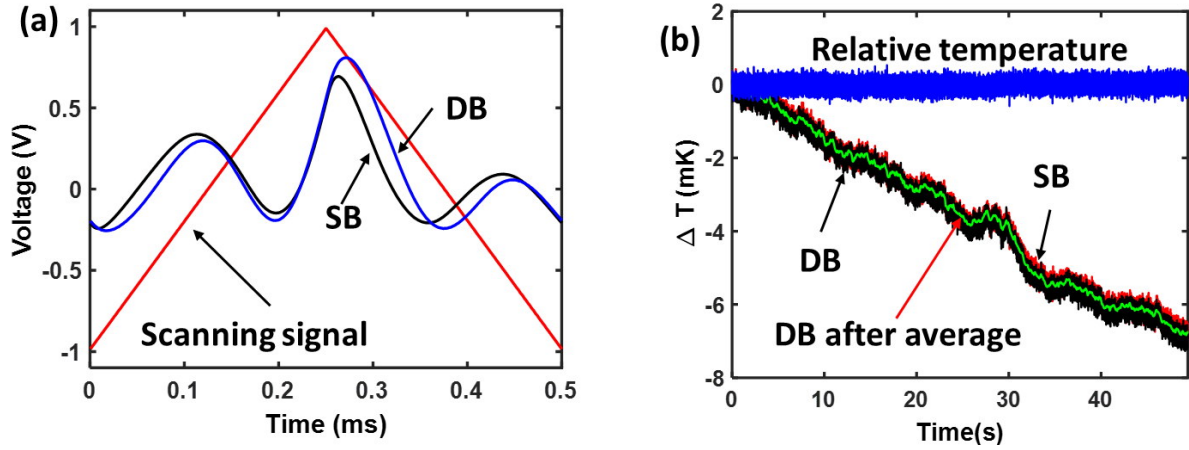 (a)
1
0.5
0
-0.5
-1
Voltage (V)
DB
SB
Scanning signal
0 0.1 0.2 0.3 0.4 0.5
Time (ms)
(b)
2
0
-2
-4
-6
-8
Δ T (mK)
Relative temperature
SB
DB
DB after average
0 10 20 30 40
Time(s)